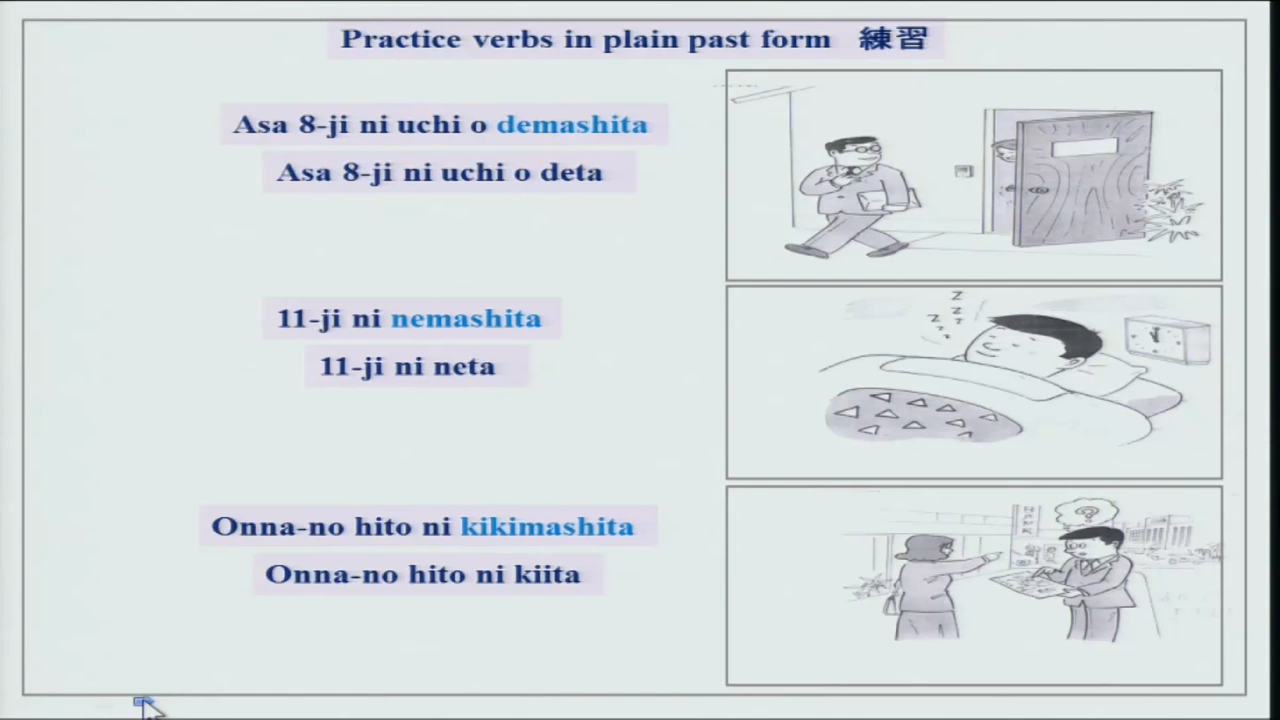 Practice verbs in plain past form 練習
Asa 8-ji ni uchi o demashita
Asa 8-ji ni uchi o deta
11-ji ni nemashita
11-ji ni neta
z
z z
z
Onna-no hito ni kikimashita
Onna-no hito ni kiita
?